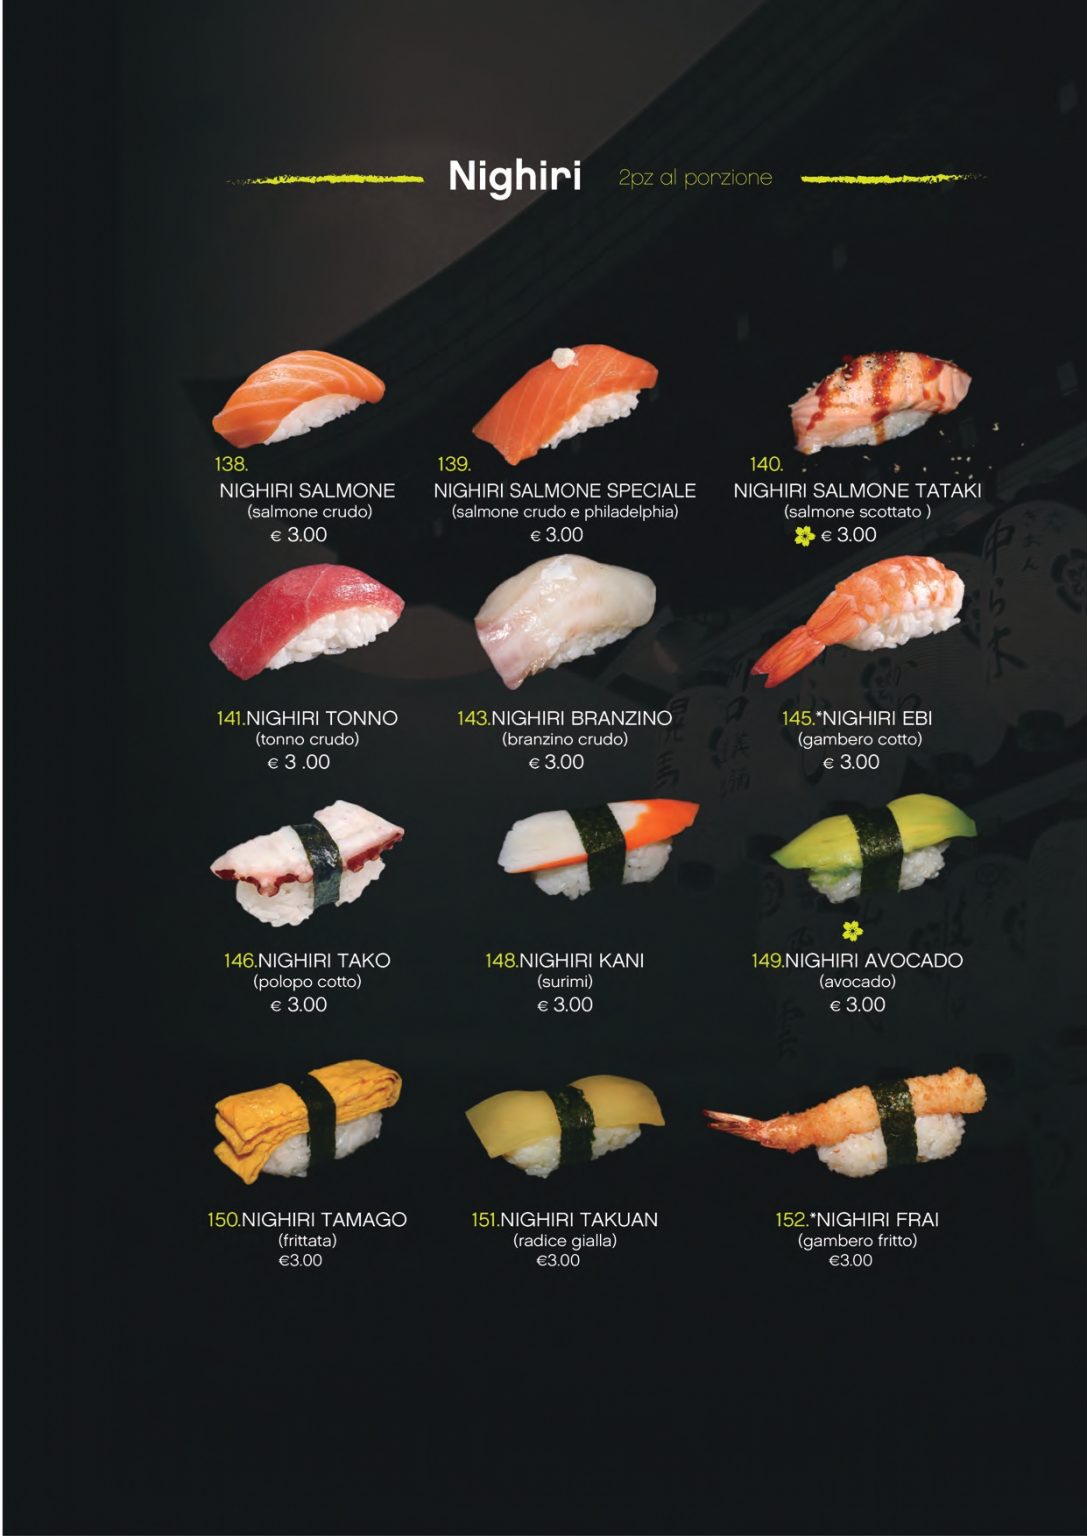 Nighiri 2pz al porzione
138.
NIGHIRI SALMONE
(salmone crudo)
€ 3.00
139.
NIGHIRI SALMONE SPECIALE
(salmone crudo e philadelphia)
€ 3.00
140.
NIGHIRI SALMONE TATAKI
(salmone scottato )
€ 3.00
141.NIGHIRI TONNO
(tonno crudo)
€ 3 .00
143.NIGHIRI BRANZINO
(branzino crudo)
€ 3.00
145.*NIGHIRI EBI
(gambero cotto)
€ 3.00
146.NIGHIRI TAKO
(polopo cotto)
€ 3.00
148.NIGHIRI KANI
(surimi)
€ 3.00
149.NIGHIRI AVOCADO
(avocado)
€ 3.00
150.NIGHIRI TAMAGO
(frittata)
€3.00
151.NIGHIRI TAKUAN
(radice gialla)
€3.00
152.*NIGHIRI FRAI
(gambero fritto)
€3.00